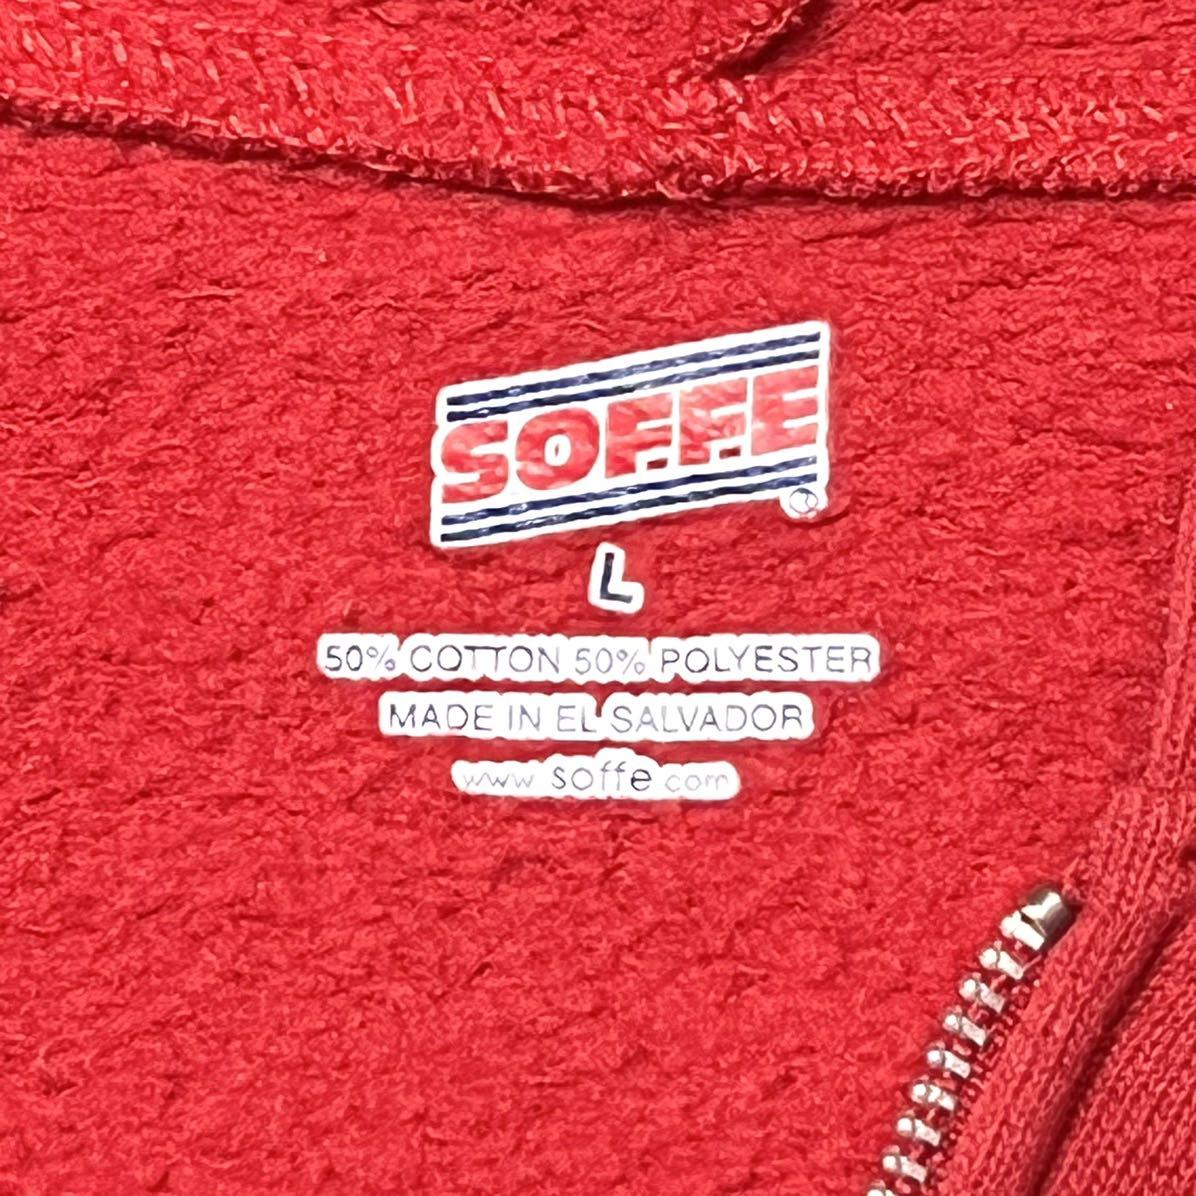 SOFFE®
L
50% COTTON 50% POLYESTER
MADE IN EL SALVADOR
www.soffe.com